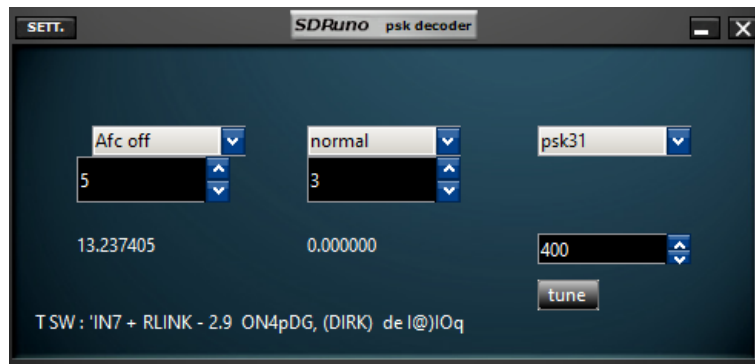 SETT.
SDRuno psk decoder
Afc off
normal
psk31
5
3
13.237405
0.000000
400
tune
T SW : 'IN7 + RLINK - 2.9 ON4pDG, (DIRK) de I@)IOq